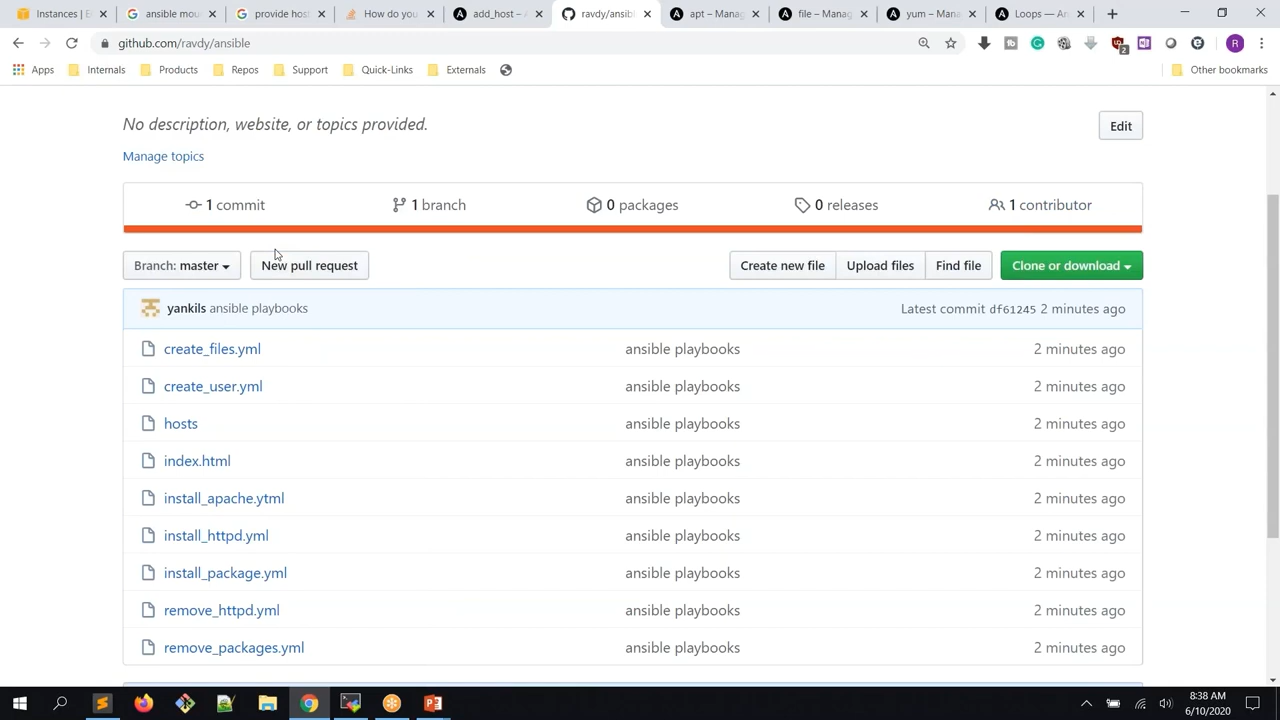 Instances | E
ansible mou
provide host
How do you
add_host – A
ravdy/ansib
apt – Manag
file – Manag
yum – Mana
Loops — An
github.com/ravdy/ansible
2
R
Apps
Internals
Products
Repos
Support
Quick-Links
Externals
Other bookmarks
No description, website, or topics provided.
Edit
Manage topics
1 commit
1 branch
0 packages
0 releases
1 contributor
Branch: master
New pull request
Create new file
Upload files
Find file
Clone or download
yankils ansible playbooks
Latest commit df61245 2 minutes ago
create_files.yml ansible playbooks 2 minutes ago
create_user.yml ansible playbooks 2 minutes ago
hosts ansible playbooks 2 minutes ago
index.html ansible playbooks 2 minutes ago
install_apache.ytml ansible playbooks 2 minutes ago
install_httpd.yml ansible playbooks 2 minutes ago
install_package.yml ansible playbooks 2 minutes ago
remove_httpd.yml ansible playbooks 2 minutes ago
remove_packages.yml ansible playbooks 2 minutes ago
8:38 AM
6/10/2020